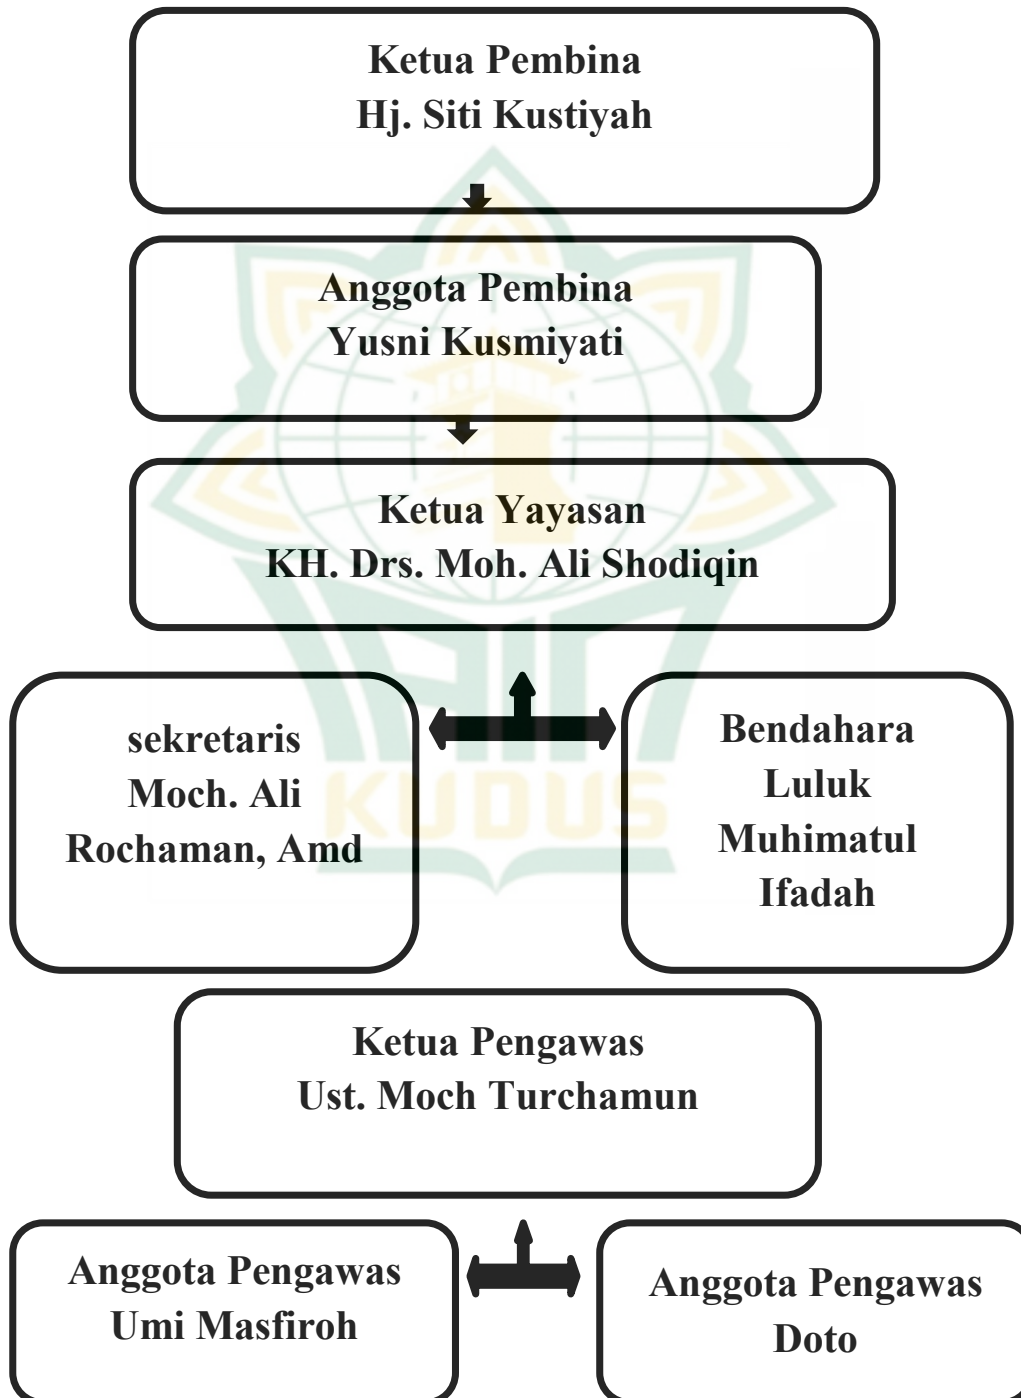 Ketua Pembina
Hj. Siti Kustiyah
Anggota Pembina
Yusni Kusmiyati
Ketua Yayasan
KH. Drs. Moh. Ali Shodiqin
sekretaris
Moch. Ali
Rochaman, Amd
Bendahara
Luluk
Muhimatul
Ifadah
KUDUS
Ketua Pengawas
Ust. Moch Turchamun
Anggota Pengawas
Umi Masfiroh
Anggota Pengawas
Doto